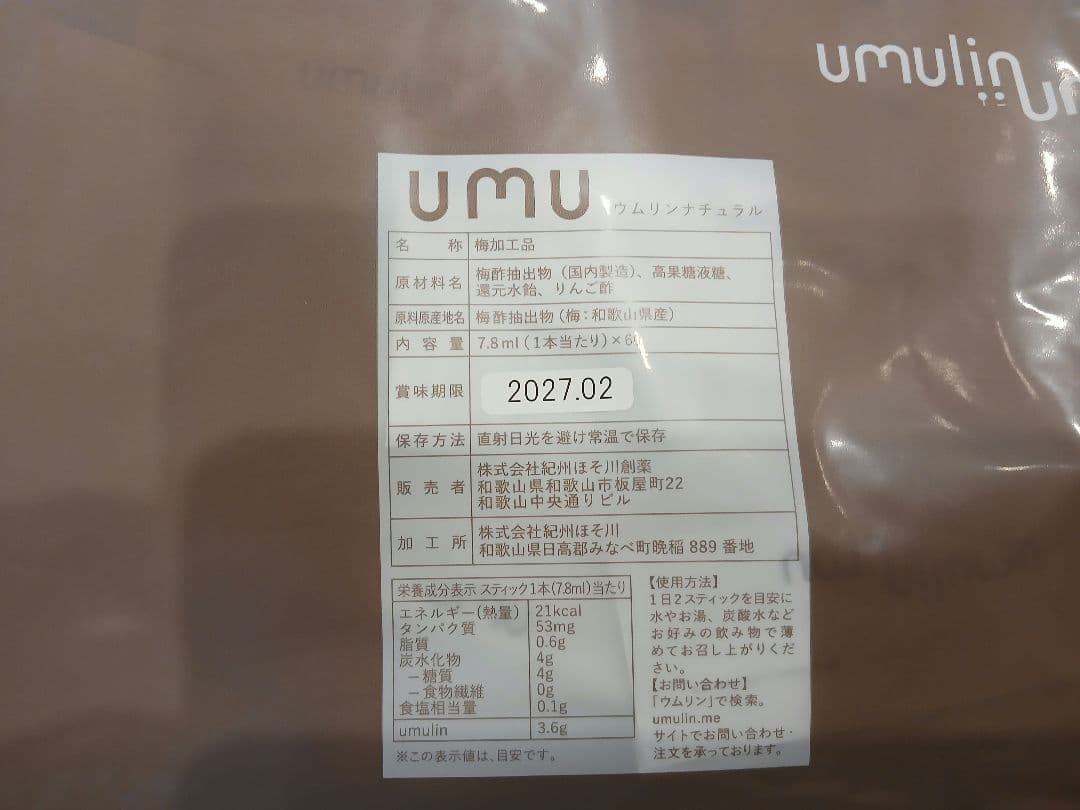 umulin
umu ウムリンナチュラル
名称 梅加工品
原材料名 梅酢抽出物（国内製造）、高果糖液糖、
還元水飴、りんご酢
原料原産地名 梅酢抽出物（梅：和歌山県産）
内容量 7.8ml（1本当たり）×6
賞味期限 2027.02
保存方法 直射日光を避け常温で保存
販売者 株式会社紀州ほそ川創薬
和歌山県和歌山市板屋町22
和歌山中央通りビル
加工所 株式会社紀州ほそ川
和歌山県日高郡みなべ町晩稲 889 番地
栄養成分表示 スティック1本(7.8ml)当たり
エネルギー(熱量) 21kcal
タンパク質 53mg
脂質 0.6g
炭水化物 4g
－糖質 4g
－食物繊維 0g
食塩相当量 0.1g
umulin 3.6g
※この表示値は、目安です。
【使用方法】
1日2スティックを目安に
水やお湯、炭酸水など
お好みの飲み物で薄
めてお召し上がりくだ
さい。
【お問い合わせ】
「ウムリン」で検索。
umulin.me
サイトでお問い合わせ・
注文を承っております。